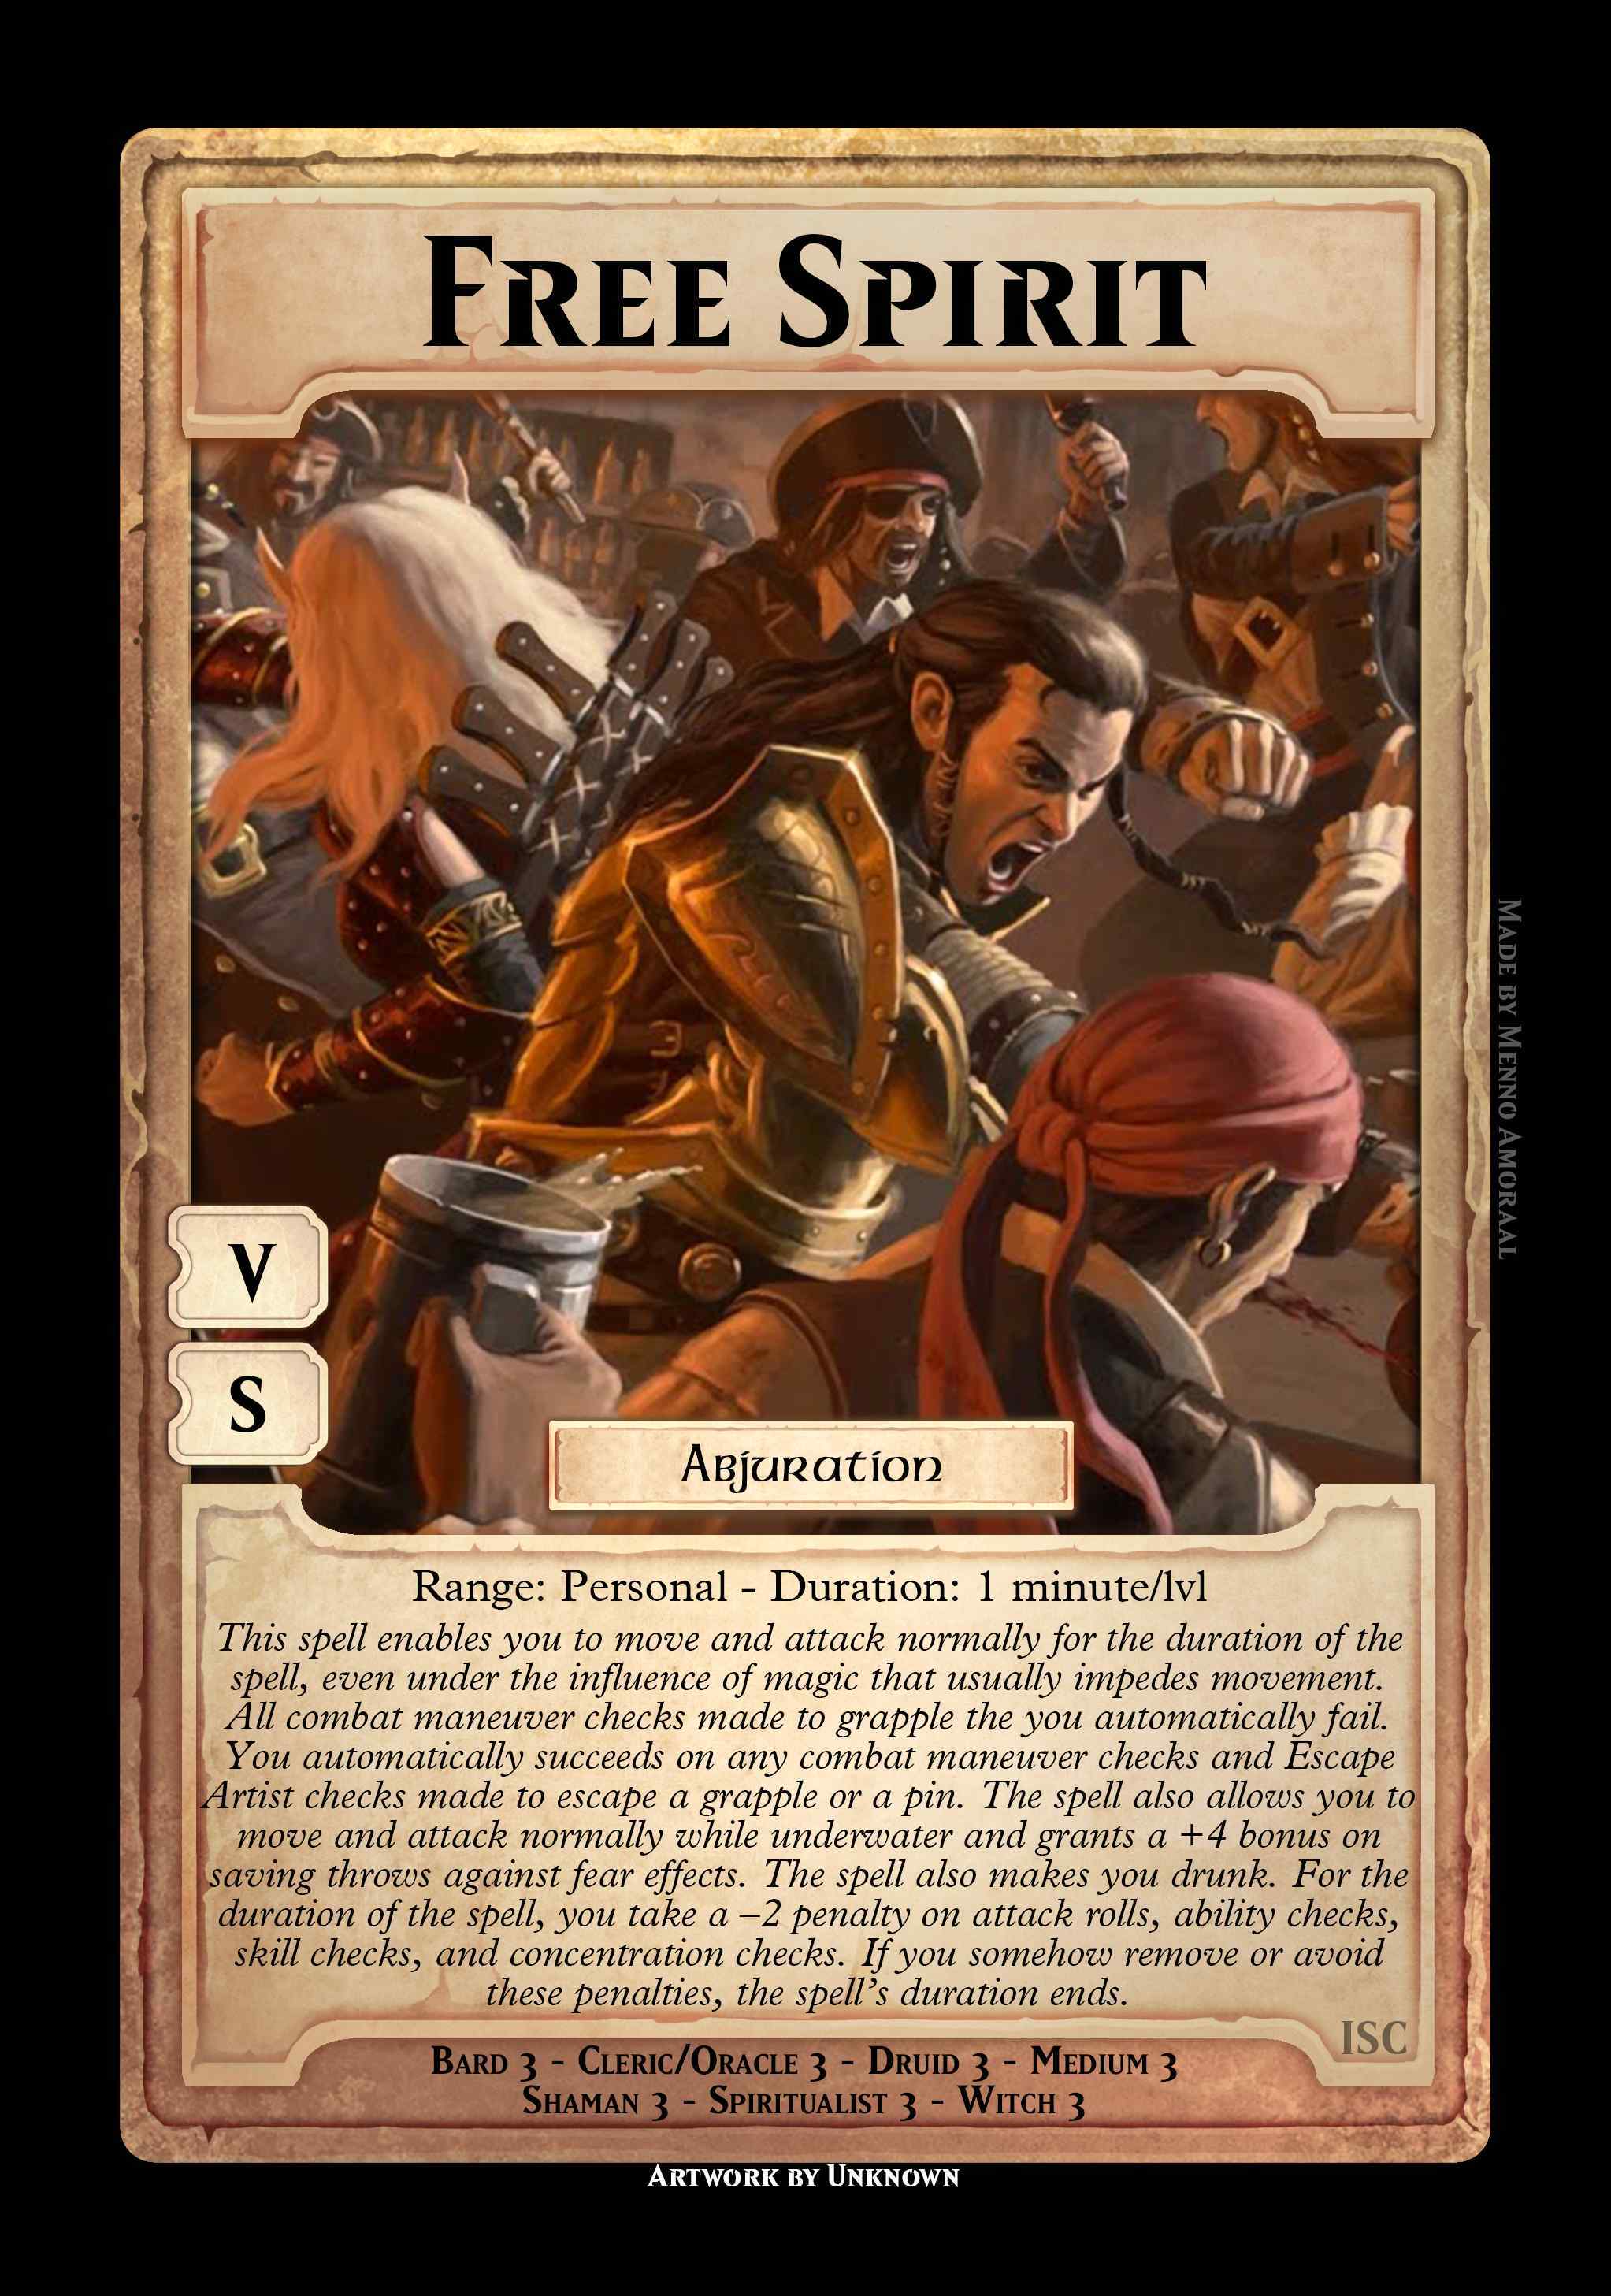 Free Spirit
V
S
Abjuration
Range: Personal - Duration: 1 minute/lvl
This spell enables you to move and attack normally for the duration of the
spell, even under the influence of magic that usually impedes movement.
All combat maneuver checks made to grapple the you automatically fail.
You automatically succeeds on any combat maneuver checks and Escape
Artist checks made to escape a grapple or a pin. The spell also allows you to
move and attack normally while underwater and grants a +4 bonus on
saving throws against fear effects. The spell also makes you drunk. For the
duration of the spell, you take a –2 penalty on attack rolls, ability checks,
skill checks, and concentration checks. If you somehow remove or avoid
these penalties, the spell’s duration ends.
ISC
Bard 3 - Cleric/Oracle 3 - Druid 3 - Medium 3
Shaman 3 - Spiritualist 3 - Witch 3
Artwork by Unknown
Made by Menno Amoraal